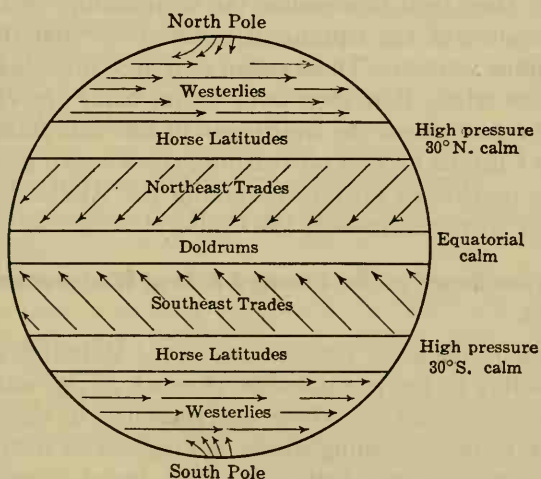 North Pole
Westerlies
Horse Latitudes
High pressure
30° N. calm
Northeast Trades
Doldrums
Equatorial
calm
Southeast Trades
Horse Latitudes
High pressure
30° S. calm
Westerlies
South Pole